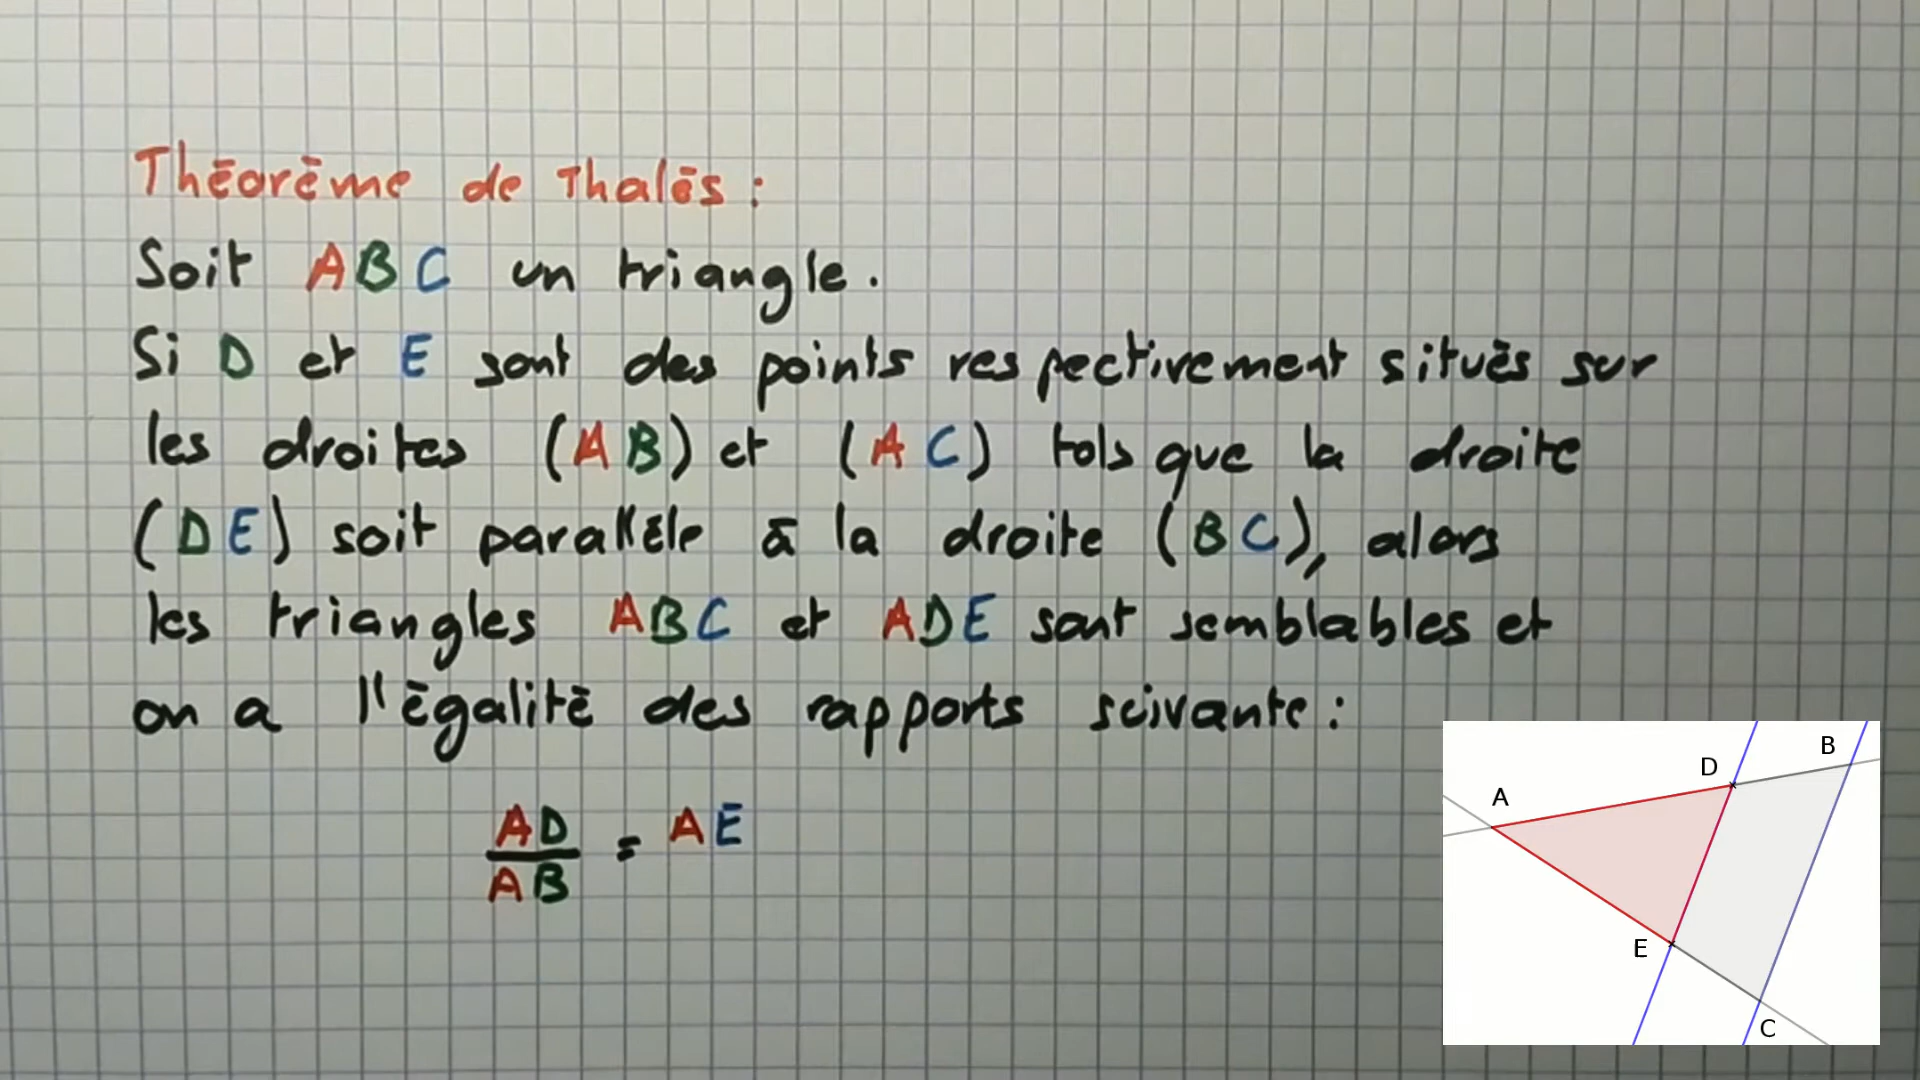 Théorème de Thalès :
Soit ABC un triangle.
Si D et E sont des points respectivement situés sur
les droites (AB) et (AC) tels que la droite
(DE) soit parallèle à la droite (BC), alors
les triangles ABC et ADE sont semblables et
on a l'égalité des rapports suivante :
AD
AB
= AE
A
D
B
E
C